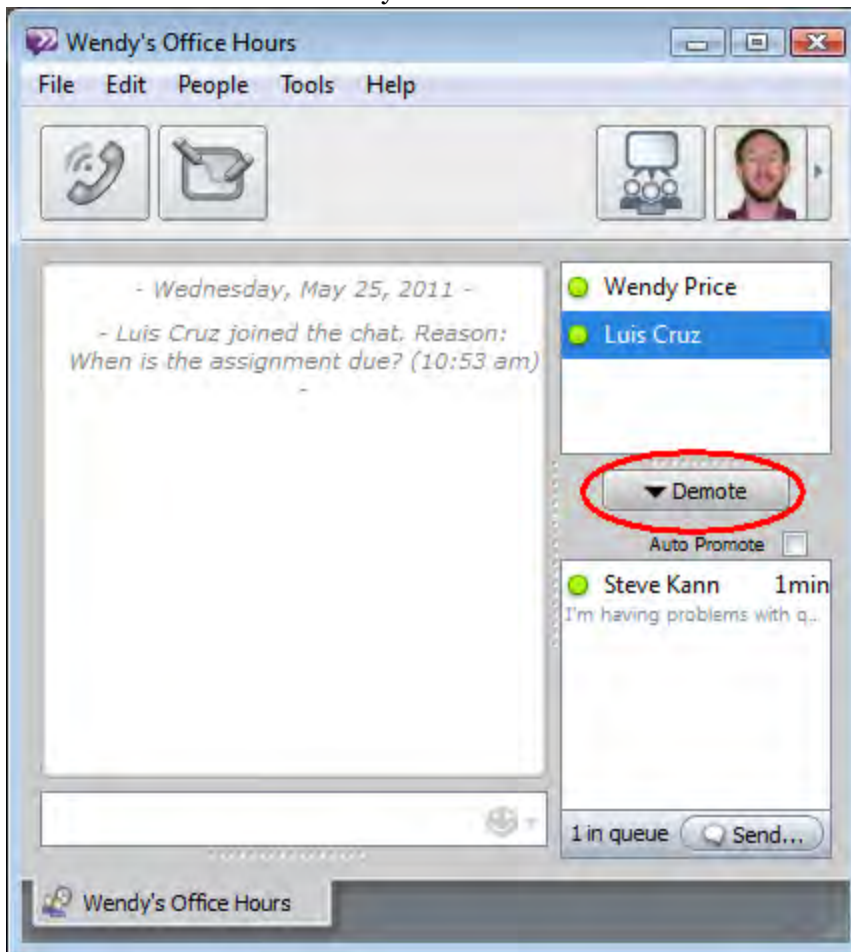 Wendy's Office Hours
File Edit People Tools Help
- Wednesday, May 25, 2011 -
- Luis Cruz joined the chat. Reason:
When is the assignment due? (10:53 am)
-
Wendy Price
Luis Cruz
Demote
Auto Promote
Steve Kann 1min
I'm having problems with q...
1 in queue Send...
Wendy's Office Hours